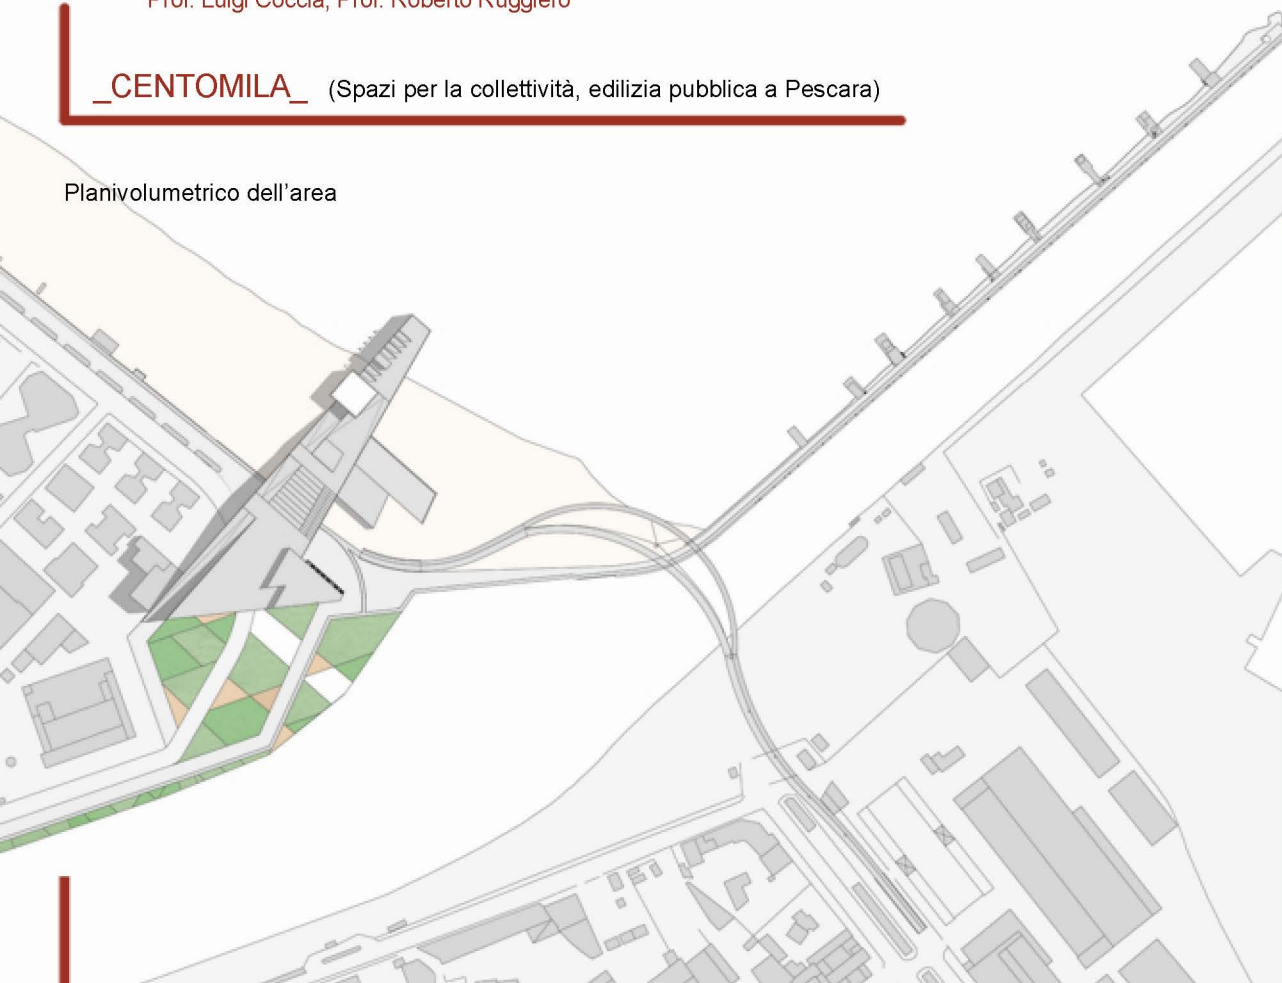 Prof. Luigi Coccia, Prof. Roberto Ruggiero
_CENTOMILA_ (Spazi per la collettività, edilizia pubblica a Pescara)
Planivolumetrico dell'area